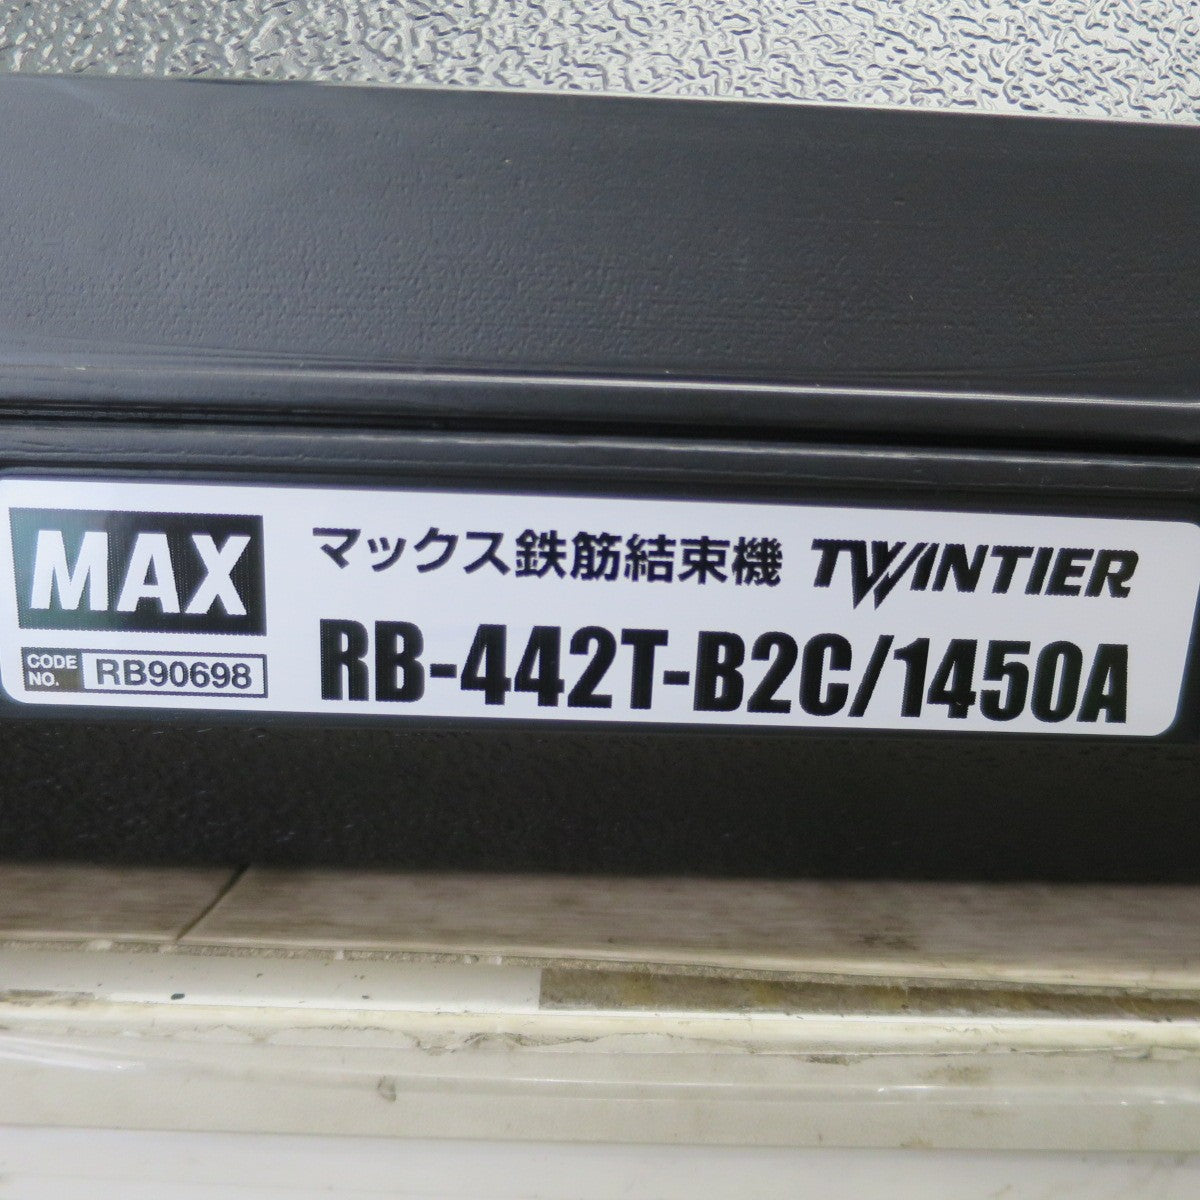 MAX
マックス鉄筋結束機 TWINTIER
CODE NO. RB90698
RB-442T-B2C/1450A